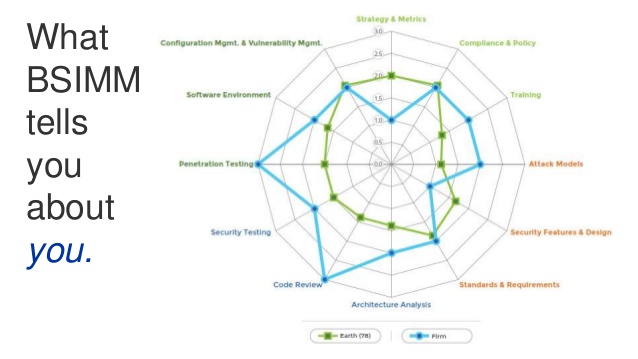 What
BSIMM
tells
you
about
you.
Strategy & Metrics
Configuration Mgmt. & Vulnerability Mgmt.
Compliance & Policy
Software Environment
Training
Penetration Testing
Attack Models
Security Testing
Security Features & Design
Code Review
Standards & Requirements
Architecture Analysis
3.0
2.5
2.0
1.5
1.0
0.5
0.0
Earth (78)
Firm